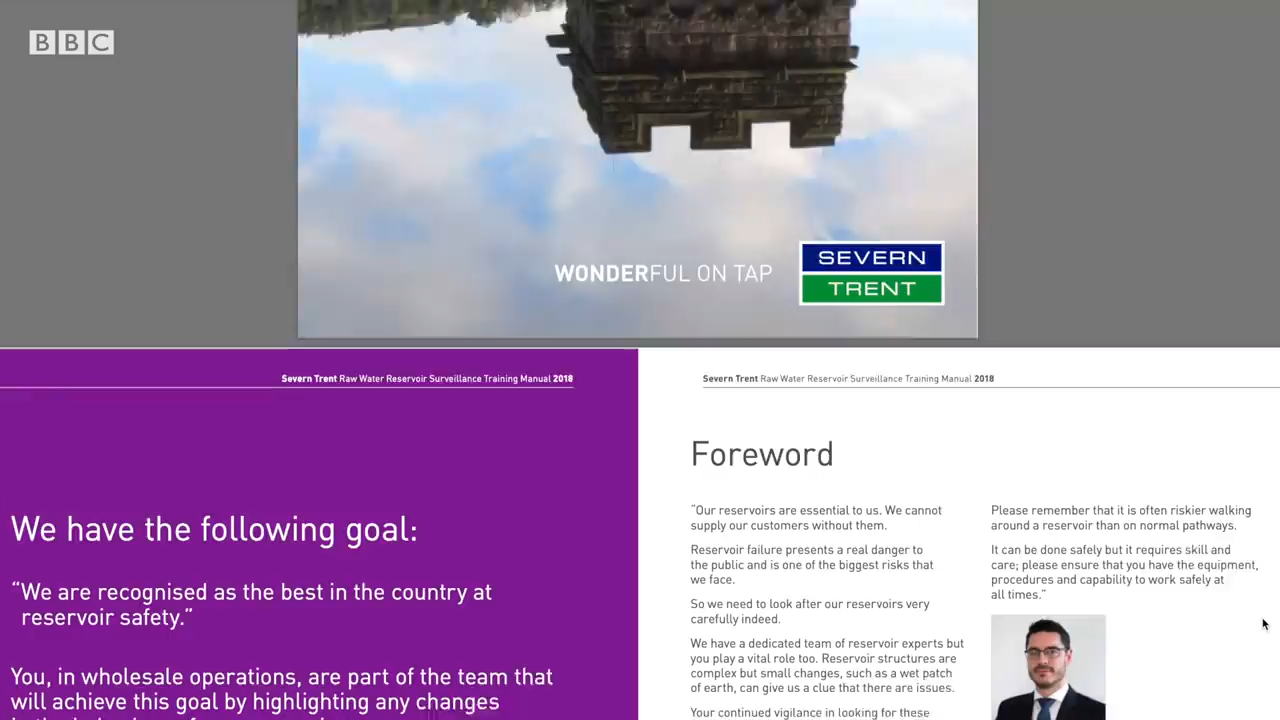 BBC
WONDERFUL ON TAP
SEVERN
TRENT
Severn Trent Raw Water Reservoir Surveillance Training Manual 2018
We have the following goal:
“We are recognised as the best in the country at
reservoir safety.”
You, in wholesale operations, are part of the team that
will achieve this goal by highlighting any changes
Severn Trent Raw Water Reservoir Surveillance Training Manual 2018
Foreword
“Our reservoirs are essential to us. We cannot
supply our customers without them.
Reservoir failure presents a real danger to
the public and is one of the biggest risks that
we face.
So we need to look after our reservoirs very
carefully indeed.
We have a dedicated team of reservoir experts but
you play a vital role too. Reservoir structures are
complex but small changes, such as a wet patch
of earth, can give us a clue that there are issues.
Your continued vigilance in looking for these
Please remember that it is often riskier walking
around a reservoir than on normal pathways.
It can be done safely but it requires skill and
care; please ensure that you have the equipment,
procedures and capability to work safely at
all times.”